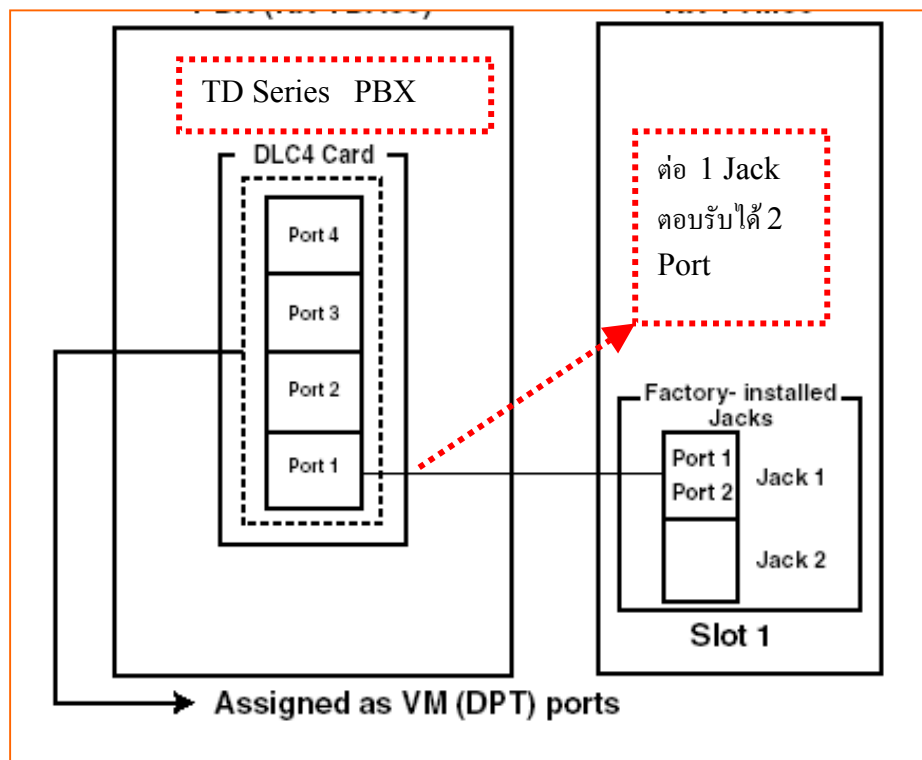 TD Series PBX
DLC4 Card
Port 4
Port 3
Port 2
Port 1
ต่อ 1 Jack
ตอบรับได้ 2
Port
Factory- installed
Jacks
Port 1
Port 2
Jack 1
Jack 2
Slot 1
Assigned as VM (DPT) ports